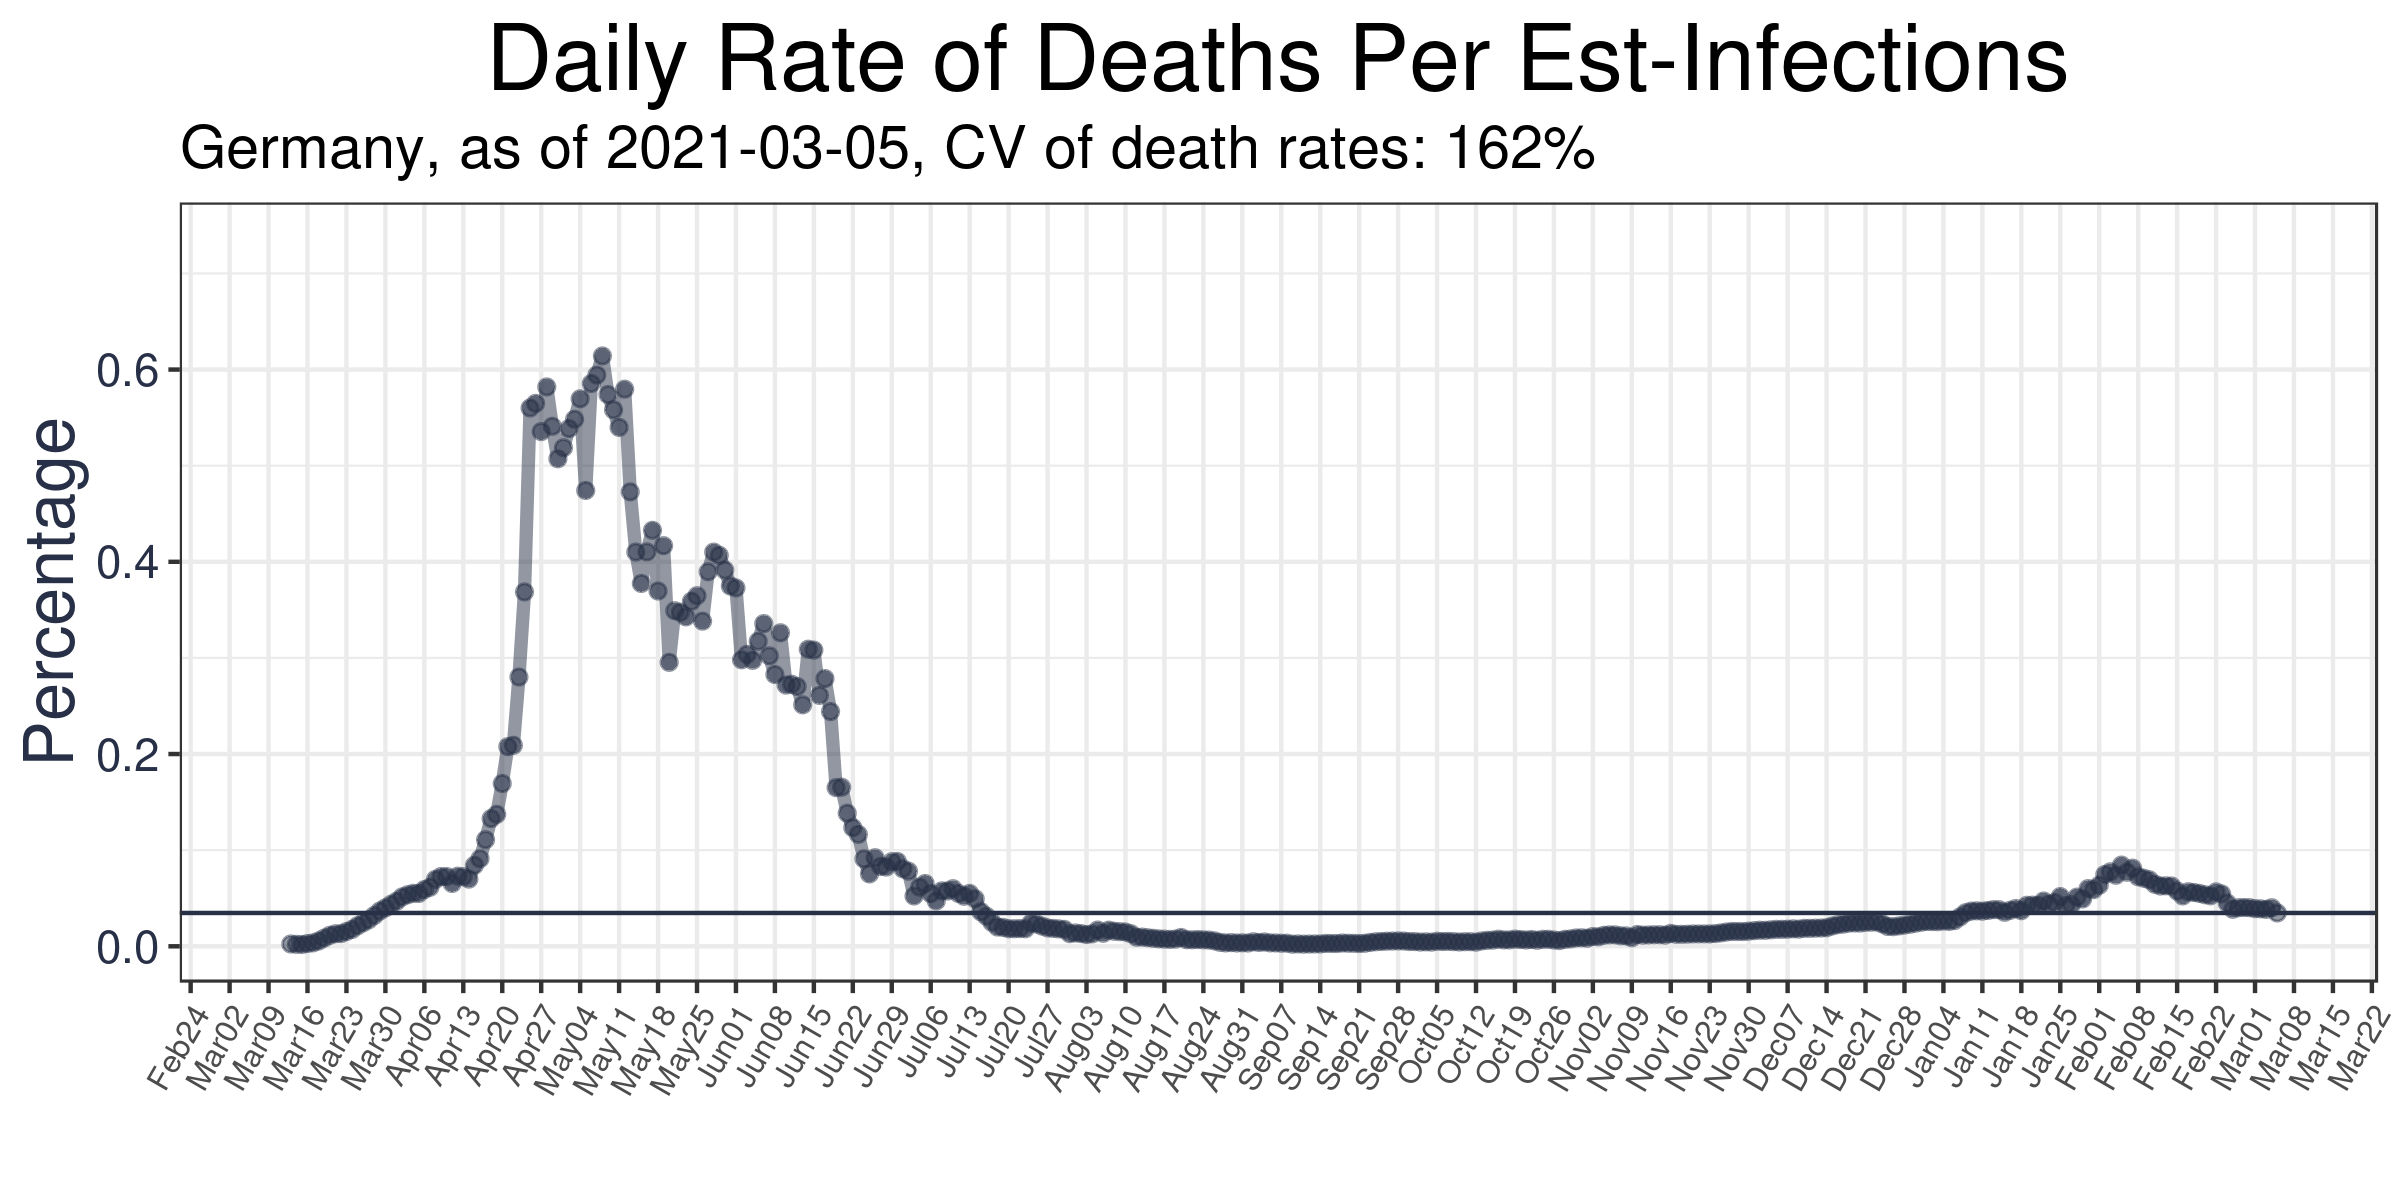 Daily Rate of Deaths Per Est-Infections
Germany, as of 2021-03-05, CV of death rates: 162%
Percentage
0.6
0.4
0.2
0.0
Feb24
Mar02
Mar09
Mar16
Mar23
Mar30
Apr06
Apr13
Apr20
Apr27
May04
May11
May18
May25
Jun01
Jun08
Jun15
Jun22
Jun29
Jul06
Jul13
Jul20
Jul27
Aug03
Aug10
Aug17
Aug24
Aug31
Sep07
Sep14
Sep21
Sep28
Oct05
Oct12
Oct19
Oct26
Nov02
Nov09
Nov16
Nov23
Nov30
Dec07
Dec14
Dec21
Dec28
Dec04
Jan11
Jan18
Jan25
Feb01
Feb08
Feb15
Feb22
Mar01
Mar08
Mar15
Mar22